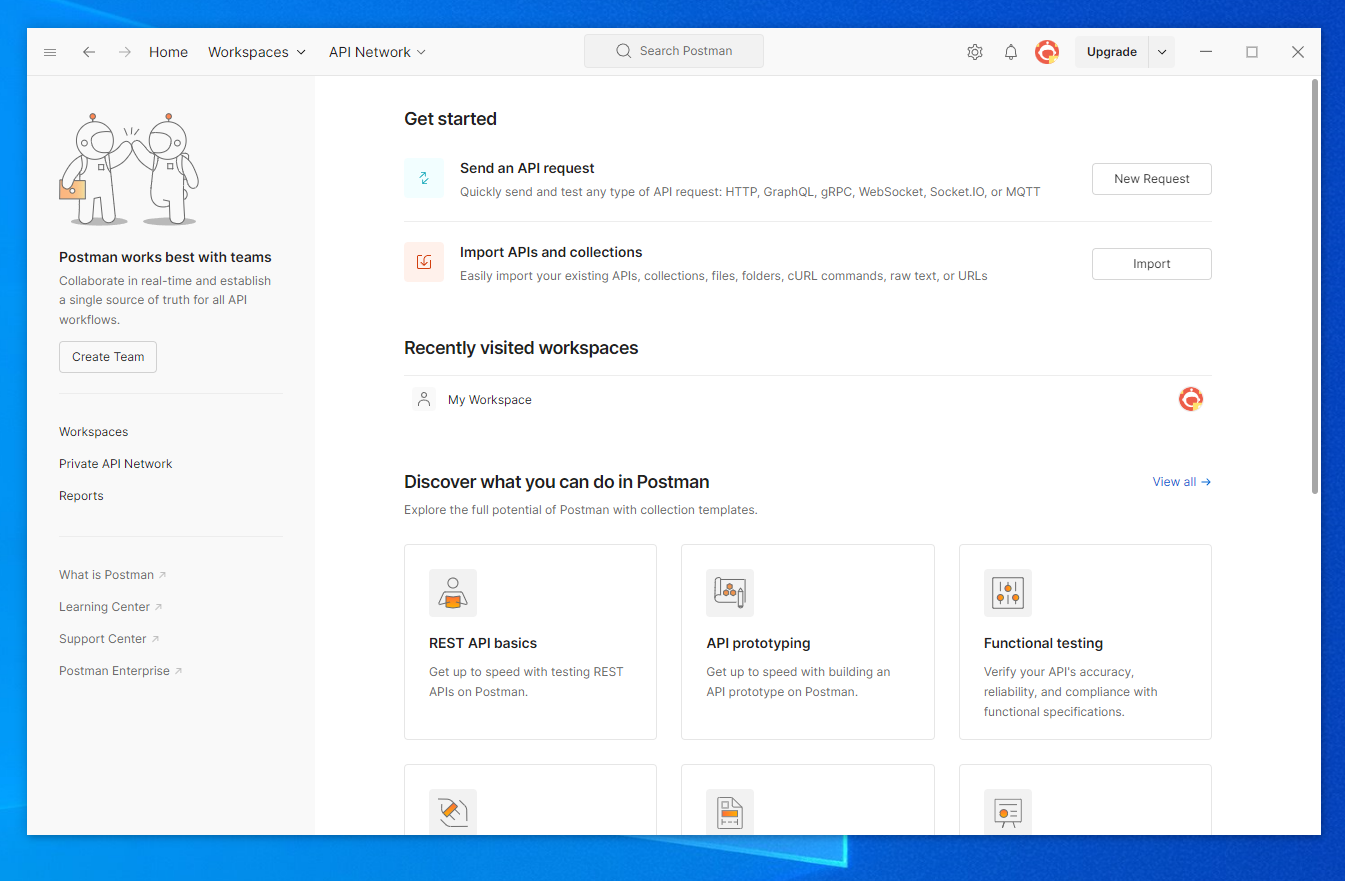 Home
Workspaces
API Network
Search Postman
Upgrade
Postman works best with teams
Collaborate in real-time and establish
a single source of truth for all API
workflows.
Create Team
Workspaces
Private API Network
Reports
What is Postman
Learning Center
Support Center
Postman Enterprise
Get started
Send an API request
Quickly send and test any type of API request: HTTP, GraphQL, gRPC, WebSocket, Socket.IO, or MQTT
New Request
Import APIs and collections
Easily import your existing APIs, collections, files, folders, cURL commands, raw text, or URLs
Import
Recently visited workspaces
My Workspace
Discover what you can do in Postman
View all →
Explore the full potential of Postman with collection templates.
REST API basics
Get up to speed with testing REST
APIs on Postman.
API prototyping
Get up to speed with building an
API prototype on Postman.
Functional testing
Verify your API's accuracy,
reliability, and compliance with
functional specifications.